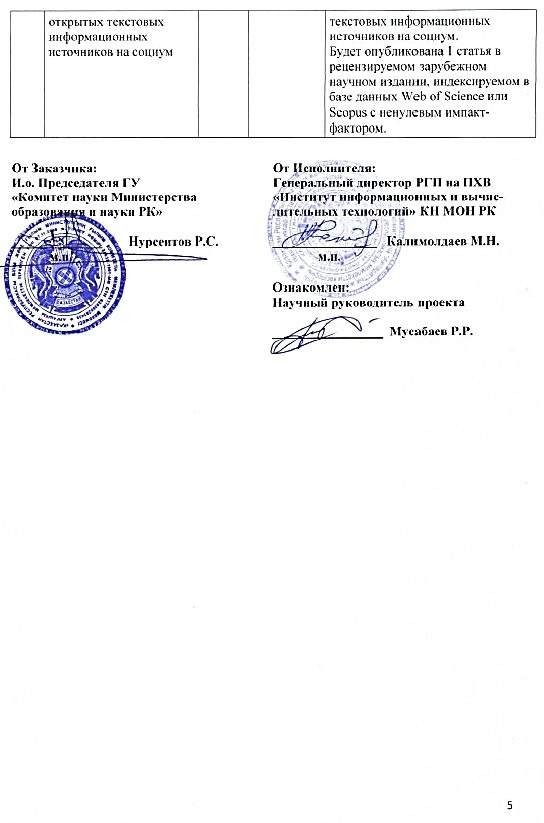 открытых текстовых
информационных
источников на социум
текстовых информационных
источников на социум.
Будет опубликована 1 статья в
рецензируемом зарубежном
научном издании, индексируемом в
базе данных Web of Science или
Scopus с ненулевым импакт-
фактором.
От Заказчика:
И.о. Председателя ГУ
«Комитет науки Министерства
образования и науки РК»
Нурсеитов Р.С.
м.п.
От Исполнителя:
Генеральный директор РГП на ПХВ
«Институт информационных и вычис-
лительных технологий» КН МОН РК
Калимолдаев М.Н.
м.п.
Ознакомлен:
Научный руководитель проекта
Мусабаев Р.Р.
5